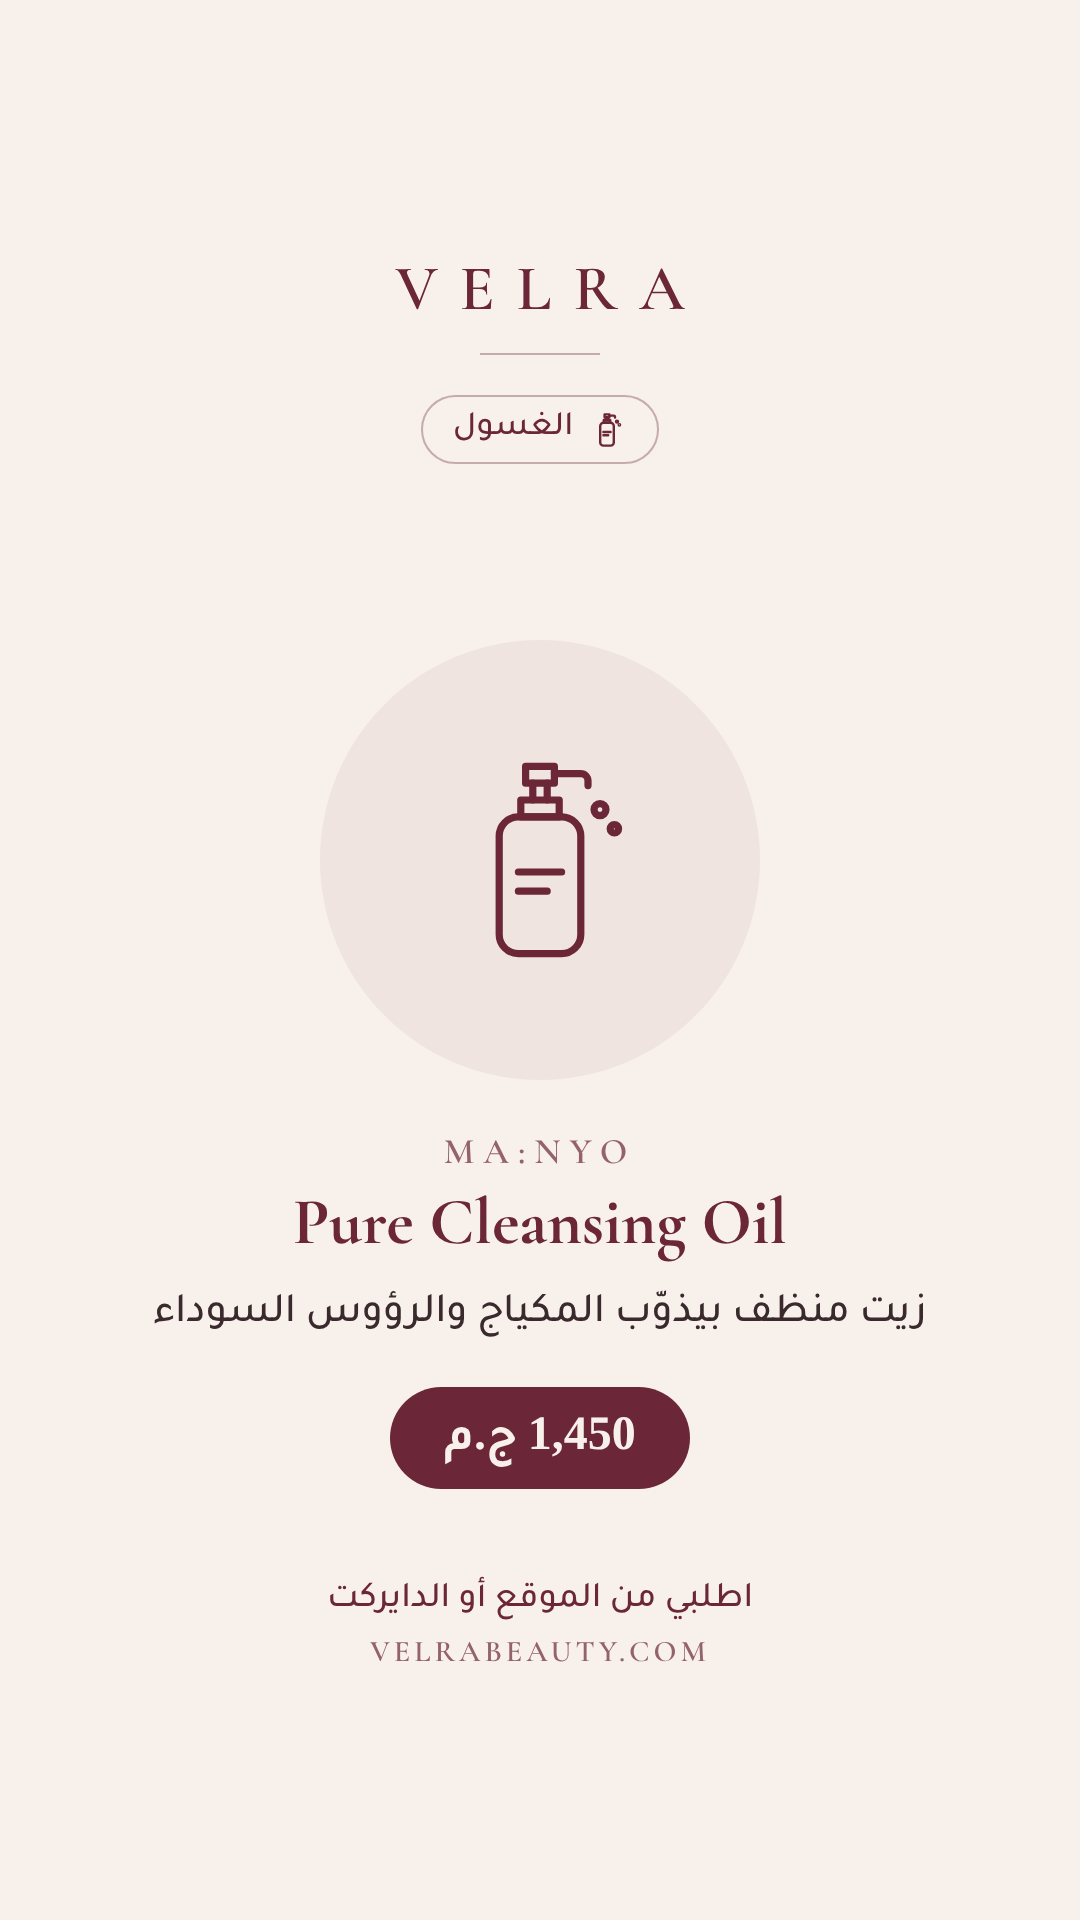 VELRA
الغسول
MA:NYO
Pure Cleansing Oil
زيت منظف بيذوّب المكياج والرؤوس السوداء
1,450 ج.م
اطلبي من الموقع أو الدايركت
VELRABEAUTY.COM